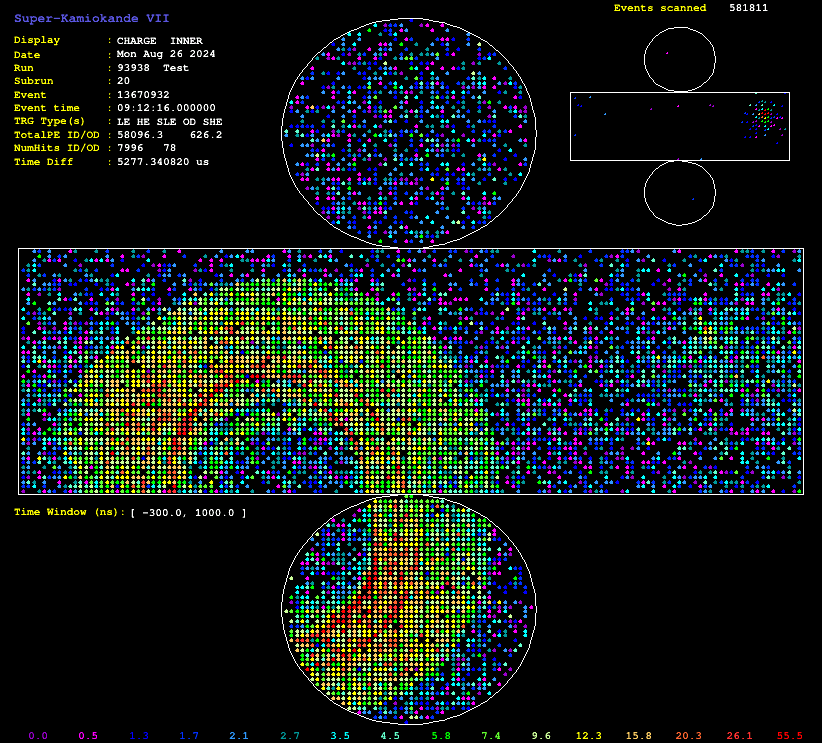 Super-Kamiokande VII
Events scanned 581811
Display : CHARGE INNER
Date : Mon Aug 26 2024
Run : 93938 Test
Subrun : 20
Event : 13670932
Event time : 09:12:16.000000
TRG Type(s) : LE HE SLE OD SHE
TotalPE ID/OD : 58096.3 626.2
NumHits ID/OD : 7996 78
Time Diff : 5277.340820 us
Time Window (ns): [ -300.0, 1000.0 ]
0.0 0.5 1.3 1.7 2.1 2.7 3.5 4.5 5.8 7.4 9.6 12.3 15.8 20.3 26.1 55.5